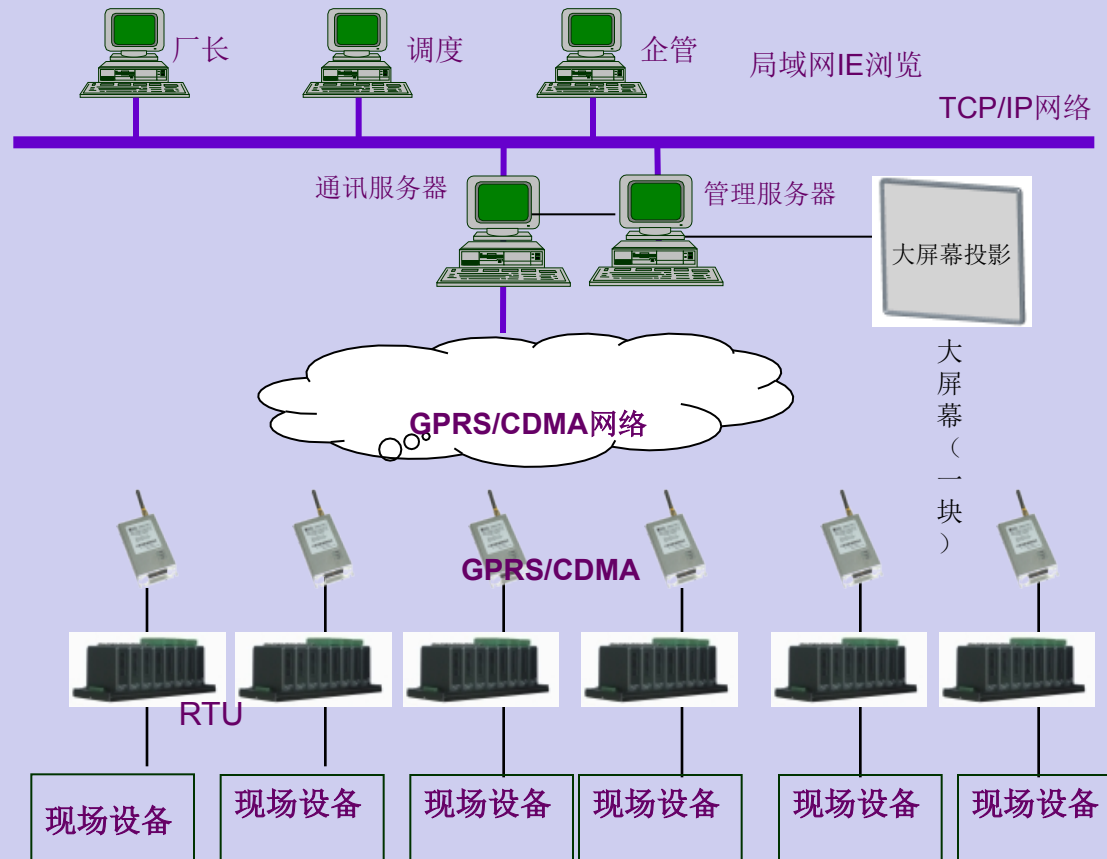 厂长
调度
企管
局域网IE浏览
TCP/IP网络
通讯服务器
管理服务器
大屏幕投影
大屏幕（一块）
GPRS/CDMA网络
GPRS/CDMA
RTU
现场设备
现场设备
现场设备
现场设备
现场设备
现场设备